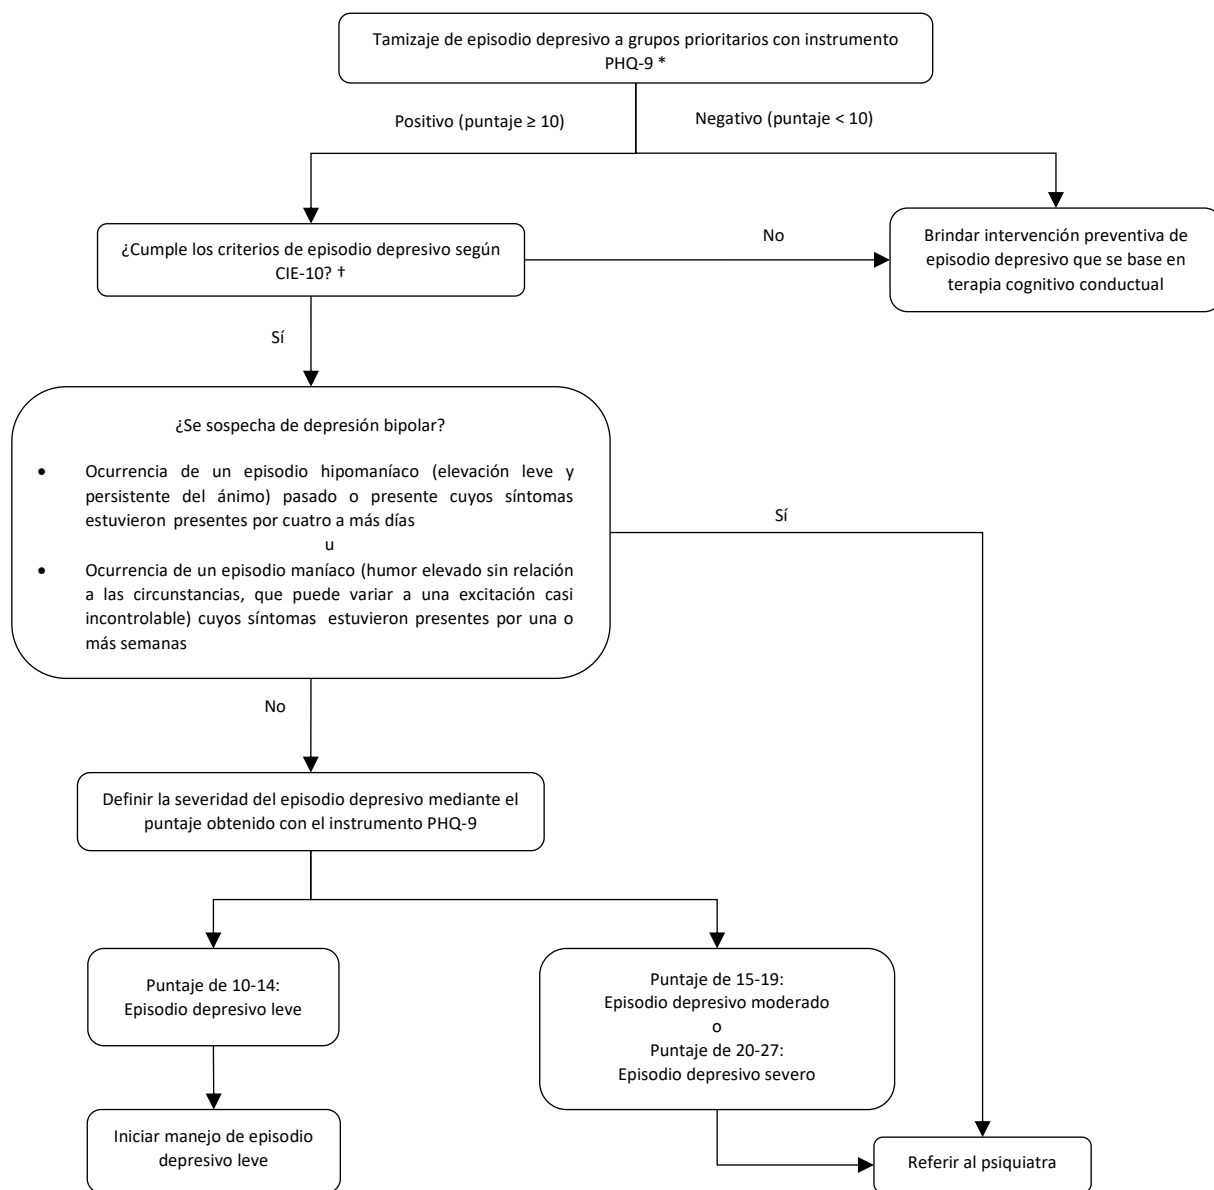 Tamizaje de episodio depresivo a grupos prioritarios con instrumento
PHQ-9 *
Positivo (puntaje ≥ 10)
Negativo (puntaje < 10)
¿Cumple los criterios de episodio depresivo según
CIE-10? †
No
Brindar intervención preventiva de
episodio depresivo que se base en
terapia cognitivo conductual
Sí
¿Se sospecha de depresión bipolar?
• Ocurrencia de un episodio hipomaníaco (elevación leve y
persistente del ánimo) pasado o presente cuyos síntomas
estuvieron presentes por cuatro a más días
u
• Ocurrencia de un episodio maníaco (humor elevado sin relación
a las circunstancias, que puede variar a una excitación casi
incontrolable) cuyos síntomas estuvieron presentes por una o
más semanas
Sí
No
Definir la severidad del episodio depresivo mediante el
puntaje obtenido con el instrumento PHQ-9
Puntaje de 10-14:
Episodio depresivo leve
Puntaje de 15-19:
Episodio depresivo moderado
o
Puntaje de 20-27:
Episodio depresivo severo
Iniciar manejo de episodio
depresivo leve
Referir al psiquiatra